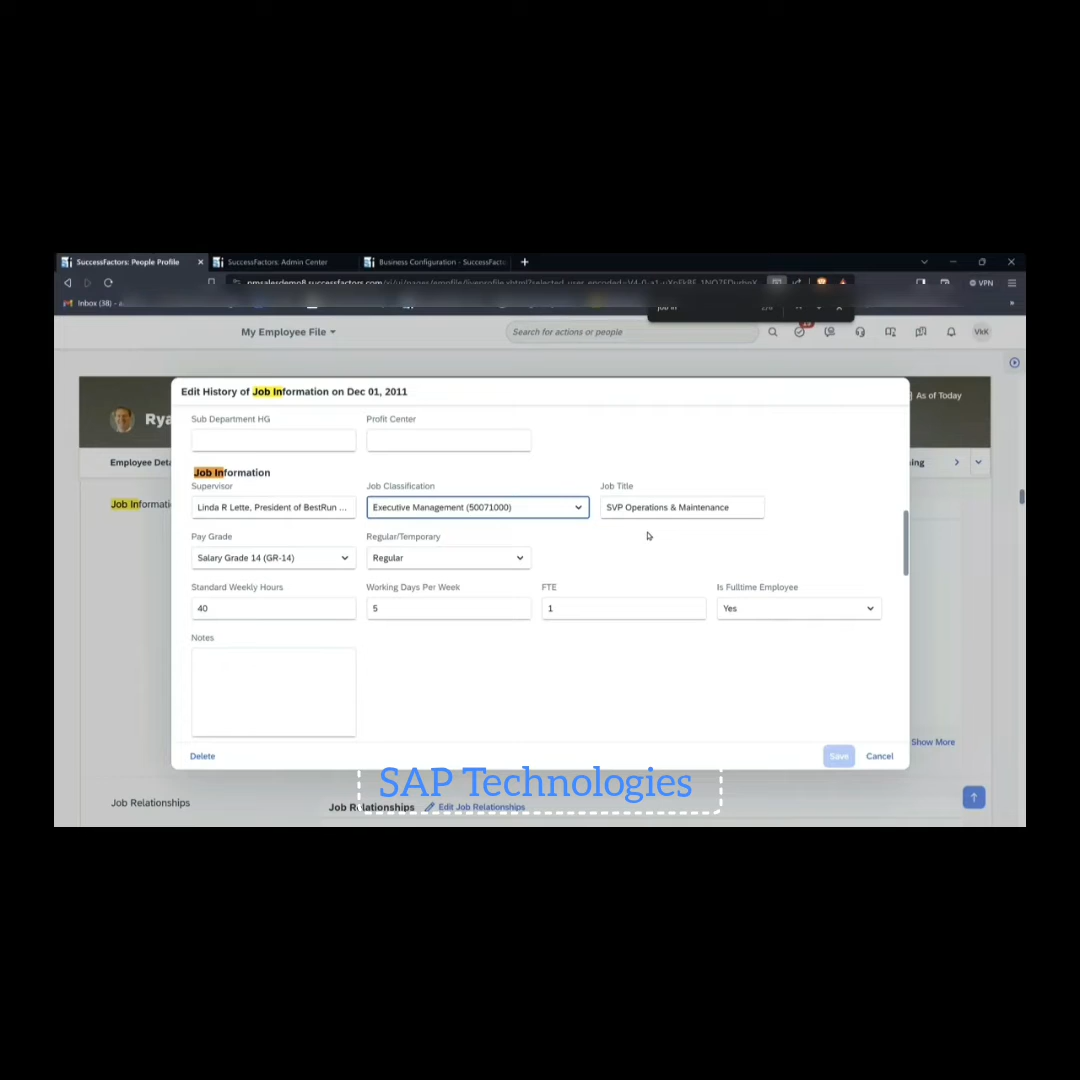 SuccessFactors: People Profile
SuccessFactors: Admin Center
Business Configuration - SuccessFacto
VPN
Inbox (38) -
My Employee File
Search for actions or people
VkK
Rya
As of Today
Employee Deta
ing
Job Informati
Edit History of Job Information on Dec 01, 2011
Sub Department HG
Profit Center
Job Information
Supervisor
Job Classification
Job Title
Linda R Lette, President of BestRun ...
Executive Management (50071000)
SVP Operations & Maintenance
Pay Grade
Regular/Temporary
Salary Grade 14 (GR-14)
Regular
Standard Weekly Hours
Working Days Per Week
FTE
Is Fulltime Employee
40
5
1
Yes
Notes
Delete
Save
Cancel
Show More
SAP Technologies
Job Relationships
Job Relationships
Edit Job Relationships